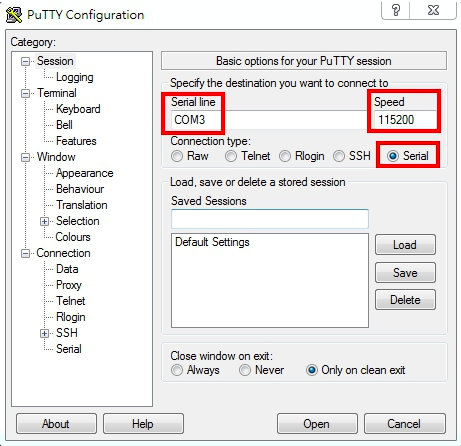 PuTTY Configuration
Category:
Session
Logging
Terminal
Keyboard
Bell
Features
Window
Appearance
Behaviour
Translation
Selection
Colours
Connection
Data
Proxy
Telnet
Rlogin
SSH
Serial
Basic options for your PuTTY session
Specify the destination you want to connect to
Serial line Speed
COM3 115200
Connection type:
Raw Telnet Rlogin SSH Serial
Load, save or delete a stored session
Saved Sessions
Default Settings
Load
Save
Delete
Close window on exit:
Always Never Only on clean exit
About Help Open Cancel